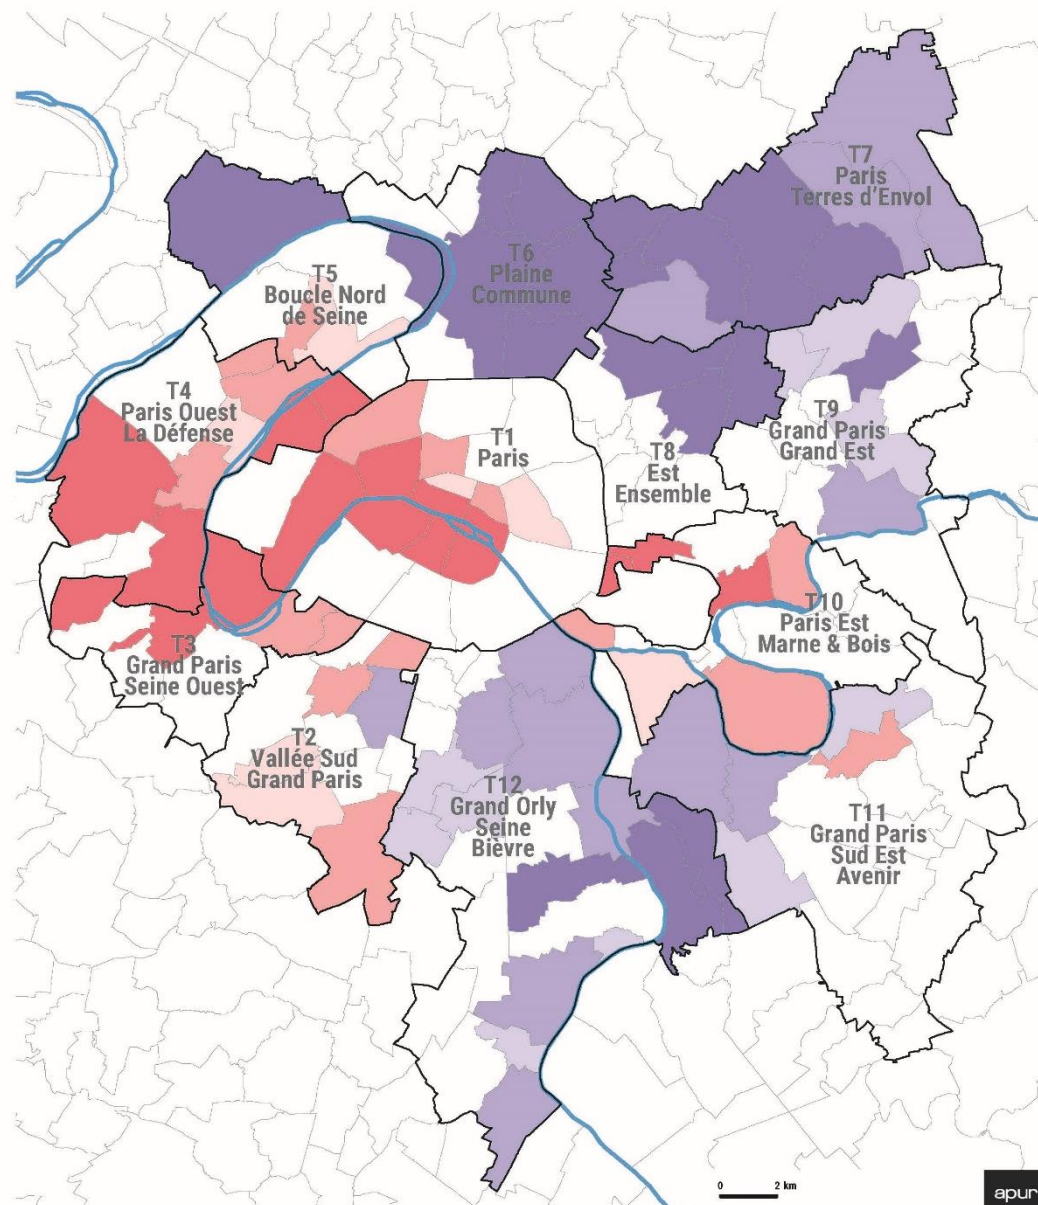 T7
Paris
Terres d'Envol
T6
Plaine
Commune
T5
Boucle Nord
de Seine
T4
Paris Ouest
La Défense
T9
Grand Paris
Grand Est
T1
Paris
T8
Est
Ensemble
T10
Paris Est
Marne & Bois
T3
Grand Paris
Seine Ouest
T2
Vallée Sud
Grand Paris
T12
Grand Orly
Seine
Bièvre
T11
Grand Paris
Sud Est
Avenir
0 2 km
apur